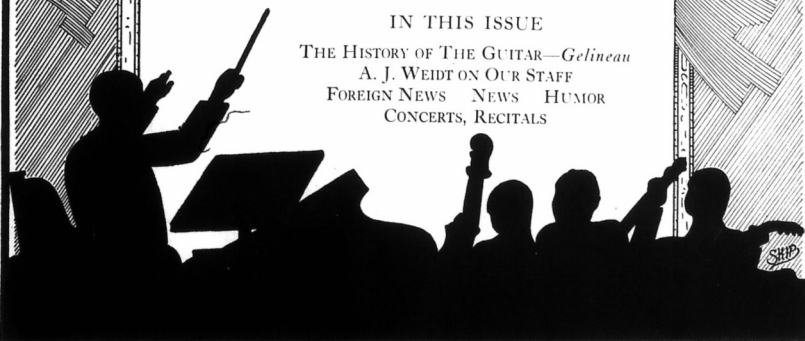 IN THIS ISSUE
THE HISTORY OF THE GUITAR—Gelineau
A. J. WEIDT ON OUR STAFF
FOREIGN NEWS NEWS HUMOR
CONCERTS, RECITALS
SHIP